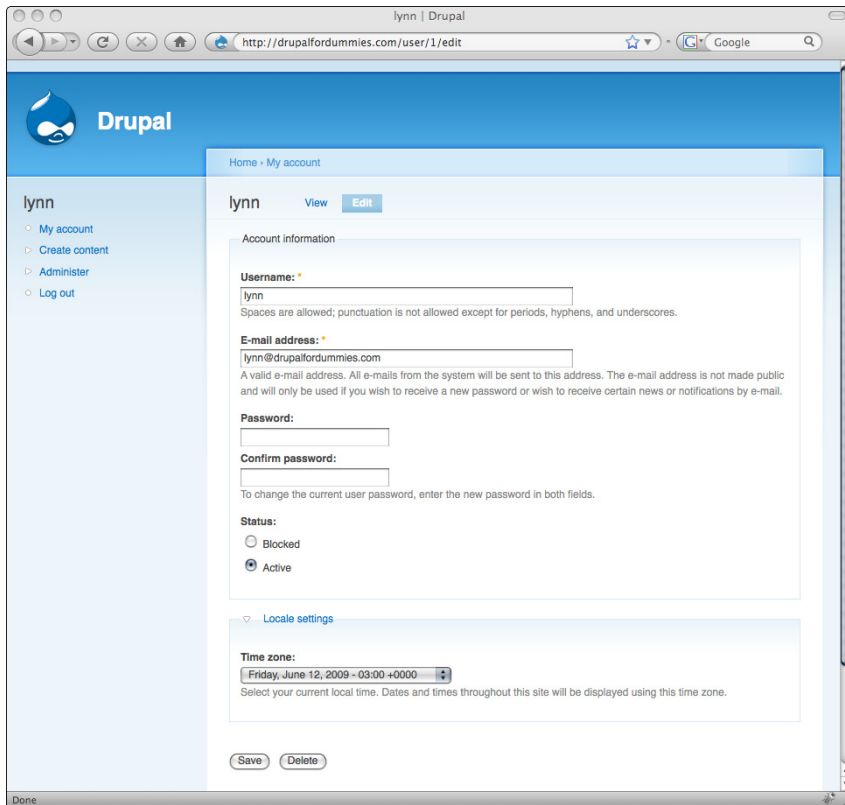 lynn | Drupal
http://drupalfordummies.com/user/1/edit
Google
Drupal
Home › My account
lynn
My account
Create content
Administer
Log out
lynn View Edit
Account information
Username: *
lynn
Spaces are allowed; punctuation is not allowed except for periods, hyphens, and underscores.
E-mail address: *
lynn@drupalfordummies.com
A valid e-mail address. All e-mails from the system will be sent to this address. The e-mail address is not made public
and will only be used if you wish to receive a new password or wish to receive certain news or notifications by e-mail.
Password:
Confirm password:
To change the current user password, enter the new password in both fields.
Status:
Blocked
Active
Locale settings
Time zone:
Friday, June 12, 2009 - 03:00 +0000
Select your current local time. Dates and times throughout this site will be displayed using this time zone.
Save Delete
Done